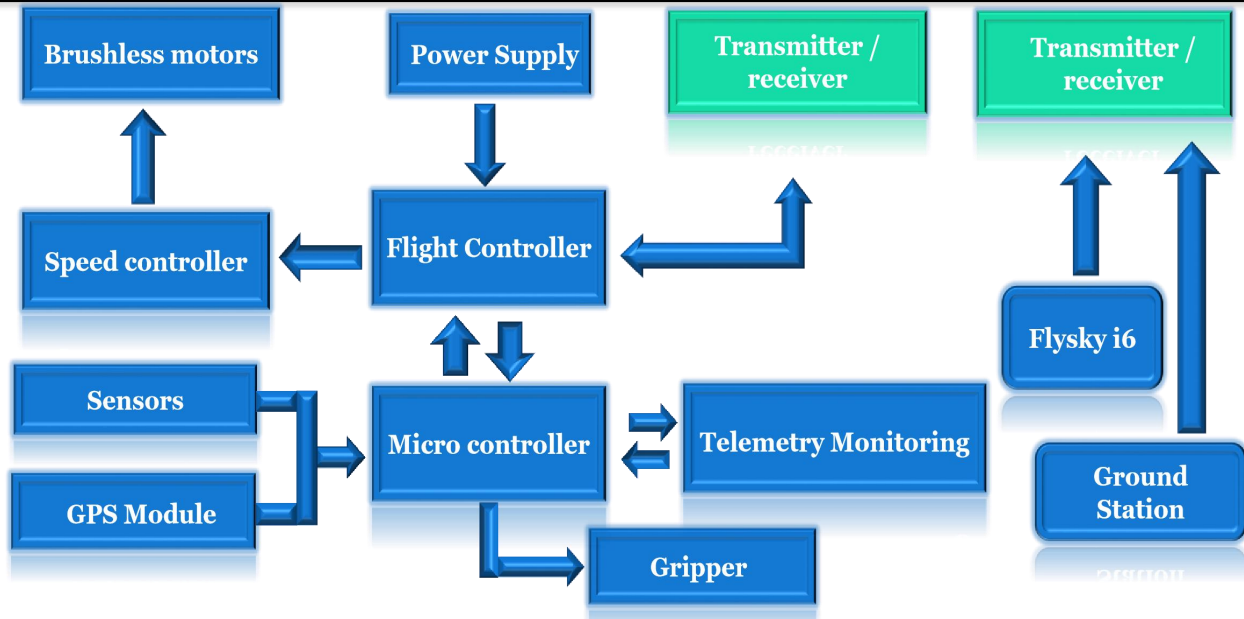 Brushless motors
Power Supply
Transmitter /
receiver
Transmitter /
receiver
Speed controller
Flight Controller
Flysky i6
Sensors
Micro controller
Telemetry Monitoring
GPS Module
Ground
Station
Gripper